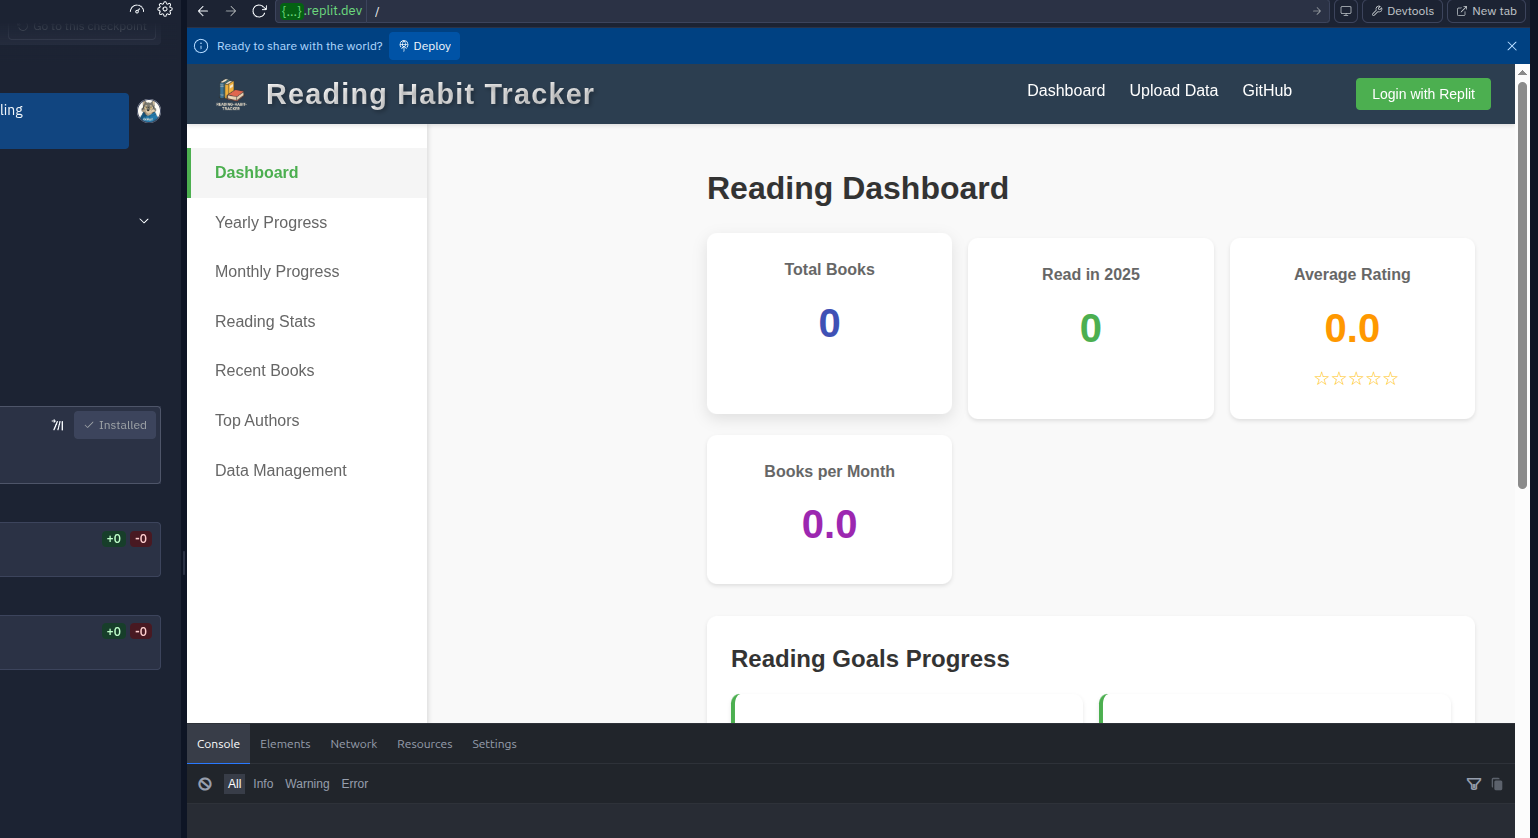 Go to this checkpoint
{...}.replit.dev /
Devtools
New tab
Ready to share with the world?
Deploy
ling
READING-HABIT-
TRACKER
Reading Habit Tracker
Dashboard
Upload Data
GitHub
Login with Replit
Dashboard
Yearly Progress
Monthly Progress
Reading Stats
Recent Books
Top Authors
Data Management
Installed
+0 -0
+0 -0
Reading Dashboard
Total Books
0
Read in 2025
0
Average Rating
0.0
☆☆☆☆☆
Books per Month
0.0
Reading Goals Progress
Console
Elements
Network
Resources
Settings
All
Info
Warning
Error